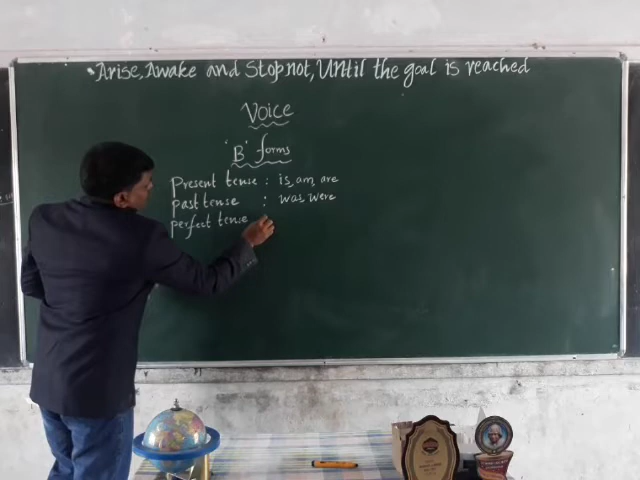 Arise, Awake and Stop not, Until the goal is reached
Voice
'B' forms
Present tense : is, am, are
past tense : was, were
perfect tense :